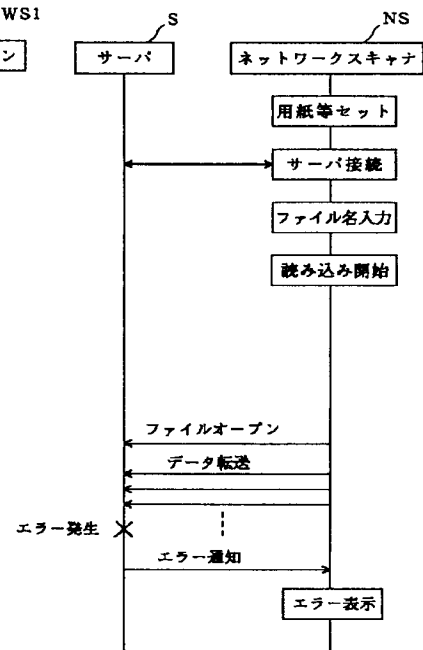 WS1
S
NS
ン
サーバ
ネットワークスキャナ
用紙等セット
サーバ接続
ファイル名入力
読み込み開始
ファイルオープン
データ転送
エラー発生
エラー通知
エラー表示